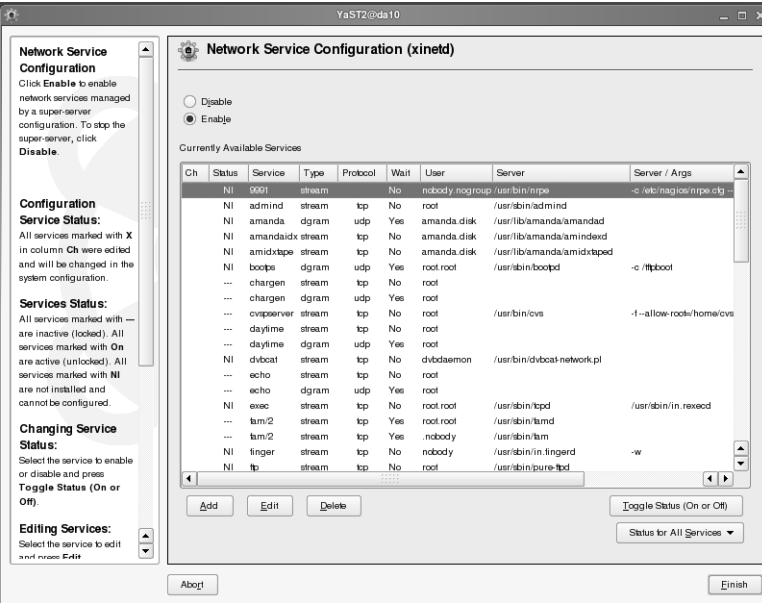 YaST2@da10
Network Service
Configuration
Click Enable to enable
network services managed
by a super-server
configuration. To stop the
super-server, click
Disable.
Configuration
Service Status:
All services marked with X
in column Ch were edited
and will be changed in the
system configuration.
Services Status:
All services marked with —
are inactive (locked). All
services marked with On
are active (unlocked). All
services marked with NI
are not installed and
cannot be configured.
Changing Service
Status:
Select the service to enable
or disable and press
Toggle Status (On or
Off).
Editing Services:
Select the service to edit
and press Edit
Network Service Configuration (xinetd)
Disable
Enable
Currently Available Services
Ch Status Service Type Protocol Wait User Server Server / Args
NI 9991 stream No nobody.nogroup /usr/bin/nrpe -c /etc/nagios/nrpe.cfg --
NI admind stream tcp No root /usr/sbin/admind
NI amanda dgram udp Yes amanda.disk /usr/lib/amanda/amandad
NI amandaidx stream tcp No amanda.disk /usr/lib/amanda/amindexd
NI amidxtape stream tcp No amanda.disk /usr/lib/amanda/amidxtaped
NI bootps dgram udp Yes root.root /usr/sbin/bootpd -c /tftpboot
--- chargen stream tcp No root
--- chargen dgram udp Yes root
--- cvspserver stream tcp No root /usr/bin/cvs -f --allow-root=/home/cvs
--- daytime stream tcp No root
--- daytime dgram udp Yes root
NI dvbcat stream tcp No dvbdaemon /usr/bin/dvbcat-network.pl
--- echo stream tcp No root
--- echo dgram udp Yes root
NI exec stream tcp No root.root /usr/sbin/tcpd /usr/sbin/in.rexecd
--- fam/2 stream tcp Yes root /usr/sbin/famd
--- fam/2 stream tcp Yes .nobody /usr/sbin/fam
NI finger stream tcp No nobody /usr/sbin/in.fingerd -w
NI ftp stream tcp No root /usr/sbin/pure-ftpd
Add Edit Delete Toggle Status (On or Off)
Status for All Services
Abort Finish